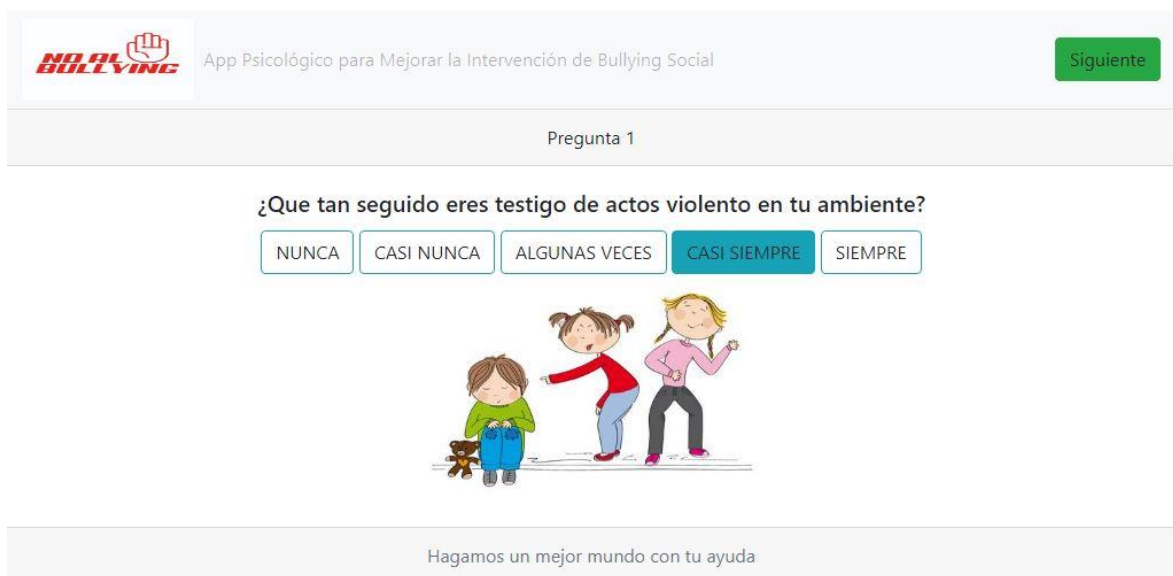 NO AL
BULLYING
App Psicológico para Mejorar la Intervención de Bullying Social
Siguiente
Pregunta 1
¿Que tan seguido eres testigo de actos violento en tu ambiente?
NUNCA
CASI NUNCA
ALGUNAS VECES
CASI SIEMPRE
SIEMPRE
Hagamos un mejor mundo con tu ayuda